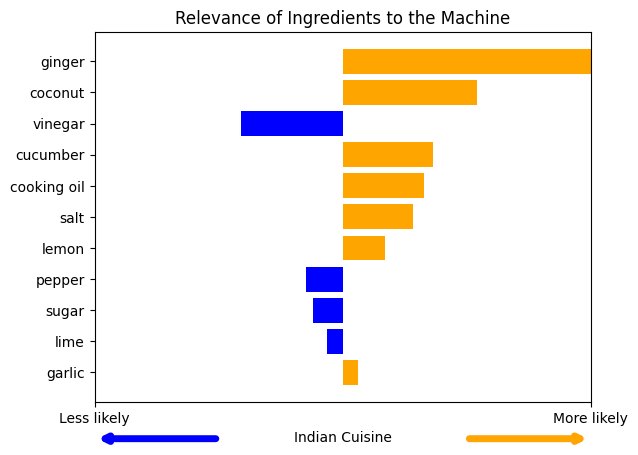 Relevance of Ingredients to the Machine
ginger
coconut
vinegar
cucumber
cooking oil
salt
lemon
pepper
sugar
lime
garlic
Less likely
More likely
Indian Cuisine